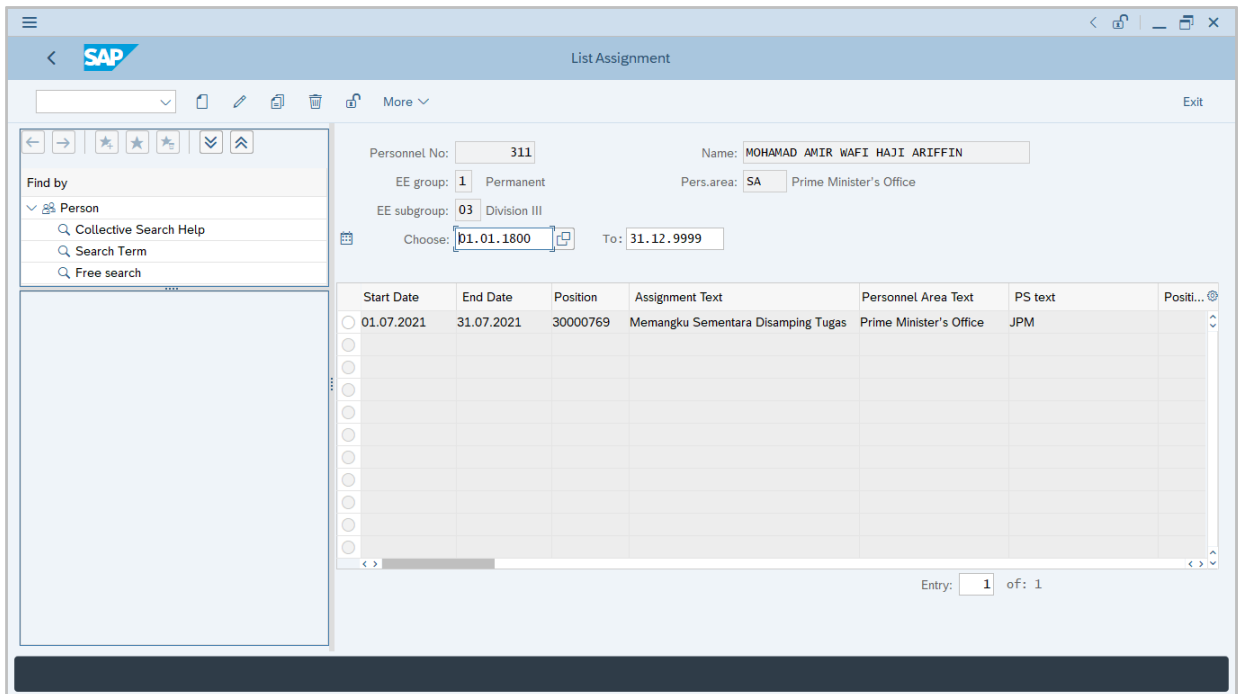 SAP
List Assignment
More
Exit
Find by
Person
Collective Search Help
Search Term
Free search
Personnel No: 311 Name: MOHAMAD AMIR WAFI HAJI ARIFFIN
EE group: 1 Permanent Pers.area: SA Prime Minister's Office
EE subgroup: 03 Division III
Choose: 01.01.1800 To: 31.12.9999
Start Date End Date Position Assignment Text Personnel Area Text PS text Positi...
01.07.2021 31.07.2021 30000769 Memangku Sementara Disamping Tugas Prime Minister's Office JPM
Entry: 1 of: 1